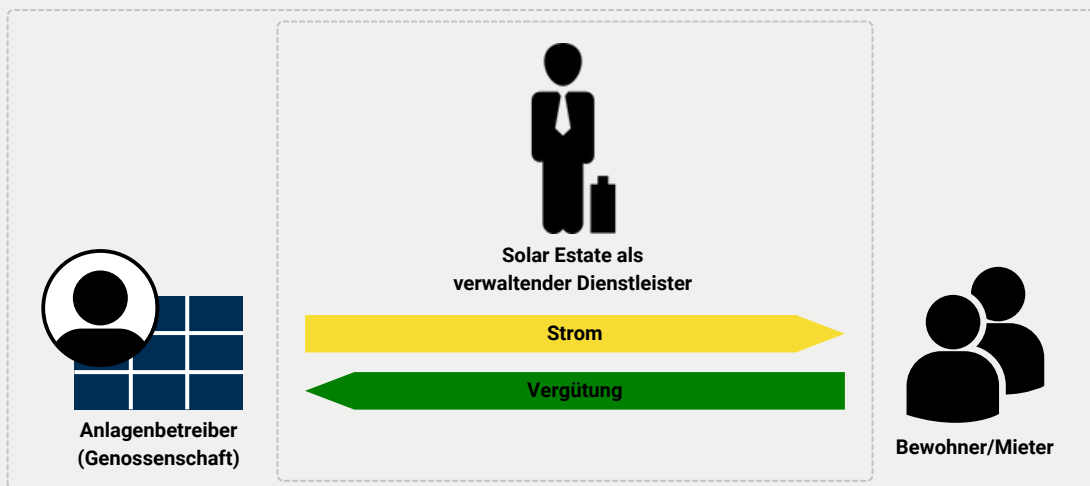 Solar Estate als
verwaltender Dienstleister
Strom
Vergütung
Anlagenbetreiber
(Genossenschaft)
Bewohner/Mieter